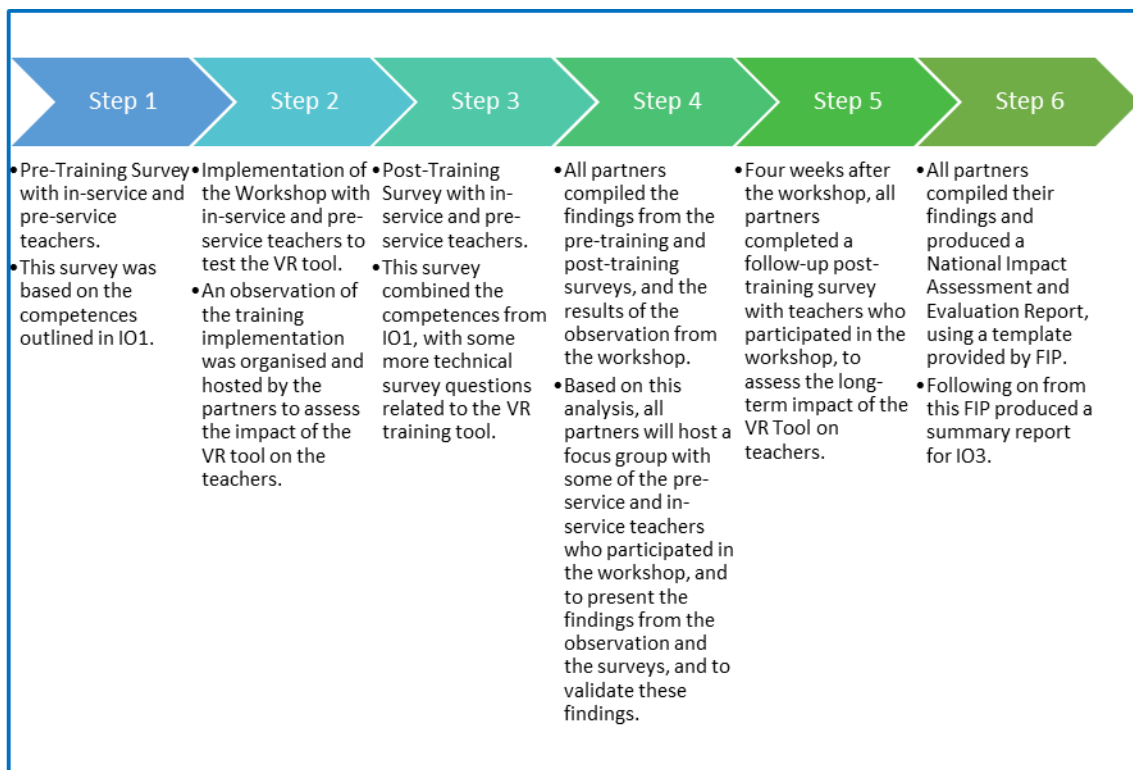 Step 1
Step 2
Step 3
Step 4
Step 5
Step 6
•Pre-Training Survey
with in-service and
pre-service
teachers.
•This survey was
based on the
competences
outlined in IO1.
•Implementation of
the Workshop with
in-service and pre-
service teachers to
test the VR tool.
•An observation of
the training
implementation
was organised and
hosted by the
partners to assess
the impact of the
VR tool on the
teachers.
•Post-Training
Survey with in-
service and pre-
service teachers.
•This survey
combined the
competences from
IO1, with some
more technical
survey questions
related to the VR
training tool.
•All partners
compiled the
findings from the
pre-training and
post-training
surveys, and the
results of the
observation from
the workshop.
•Based on this
analysis, all
partners will host a
focus group with
some of the pre-
service and in-
service teachers
who participated in
the workshop, and
to present the
findings from the
observation and
the surveys, and to
validate these
findings.
•Four weeks after
the workshop, all
partners
completed a
follow-up post-
training survey
with teachers who
participated in the
workshop, to
assess the long-
term impact of the
VR Tool on
teachers.
•All partners
compiled their
findings and
produced a
National Impact
Assessment and
Evaluation Report,
using a template
provided by FIP.
•Following on from
this FIP produced a
summary report
for IO3.